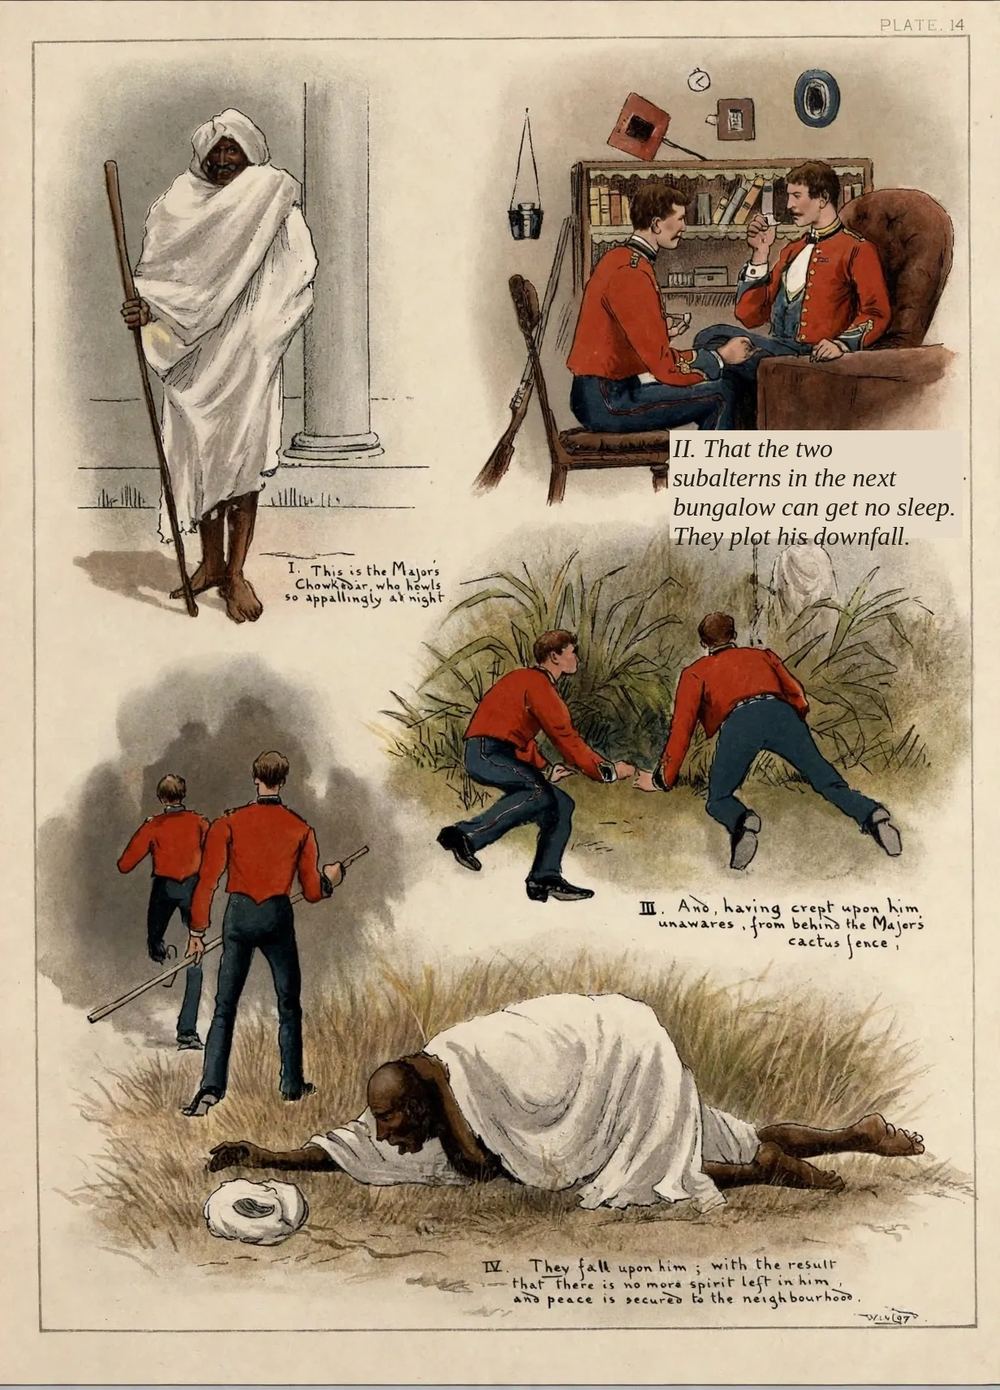 PLATE. 14
I. This is the Major's
Chowkedar, who howls
so appallingly at night
II. That the two
subalterns in the next
bungalow can get no sleep.
They plot his downfall.
III. And, having crept upon him
unawares, from behind the Major's
cactus fence,
IV. They fall upon him; with the result
that there is no more spirit left in him,
and peace is secured to the neighbourhood.